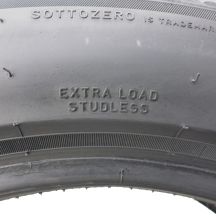 SOTTOZERO IS TRADEMAR
EXTRA LOAD
STUDLESS